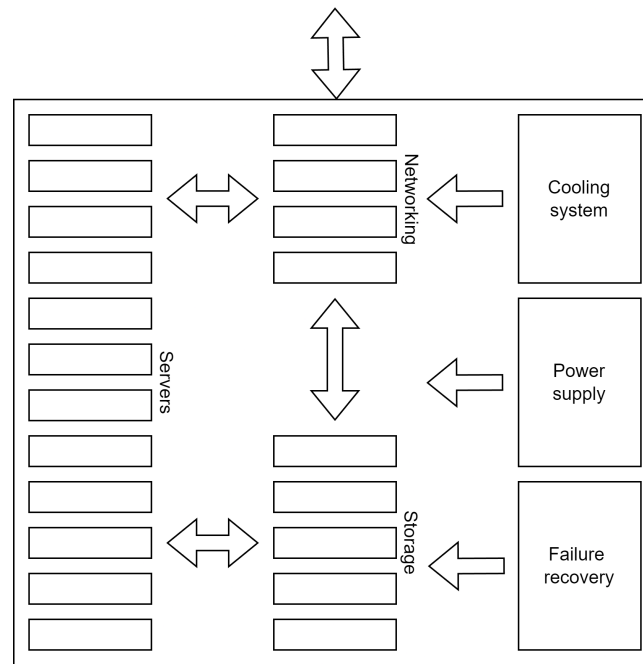 Networking
Cooling
system
Servers
Power
supply
Storage
Failure
recovery